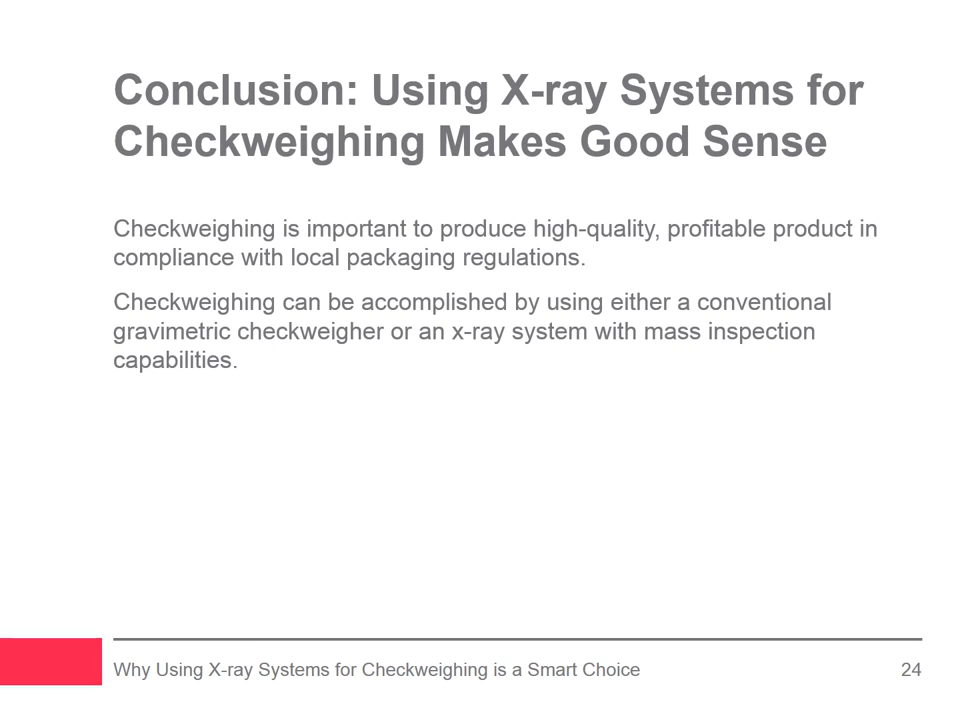 Conclusion: Using X-ray Systems for
Checkweighing Makes Good Sense
Checkweighing is important to produce high-quality, profitable product in
compliance with local packaging regulations.
Checkweighing can be accomplished by using either a conventional
gravimetric checkweigher or an x-ray system with mass inspection
capabilities.
Why Using X-ray Systems for Checkweighing is a Smart Choice 24